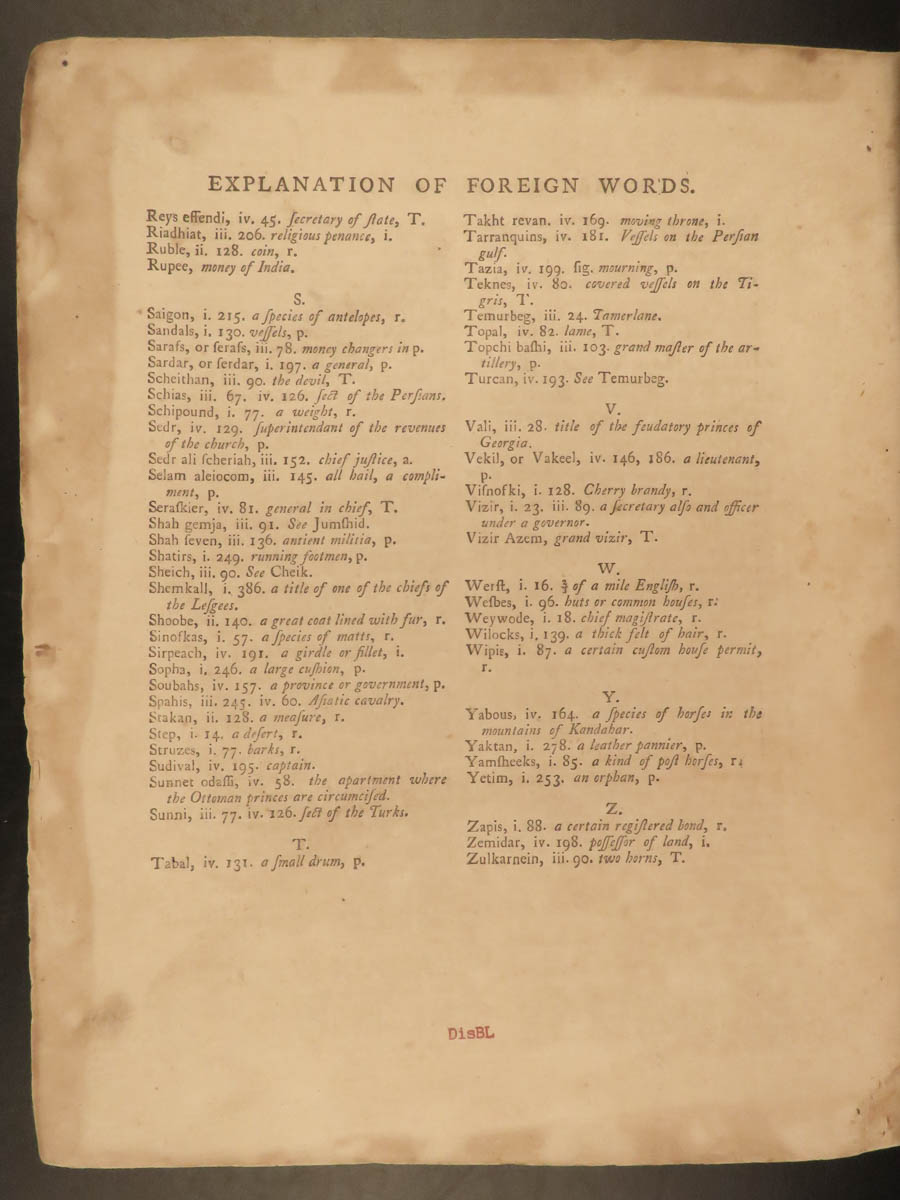 EXPLANATION OF FOREIGN WORDS.
Reys effendi, iv. 45. ſecretary of ſtate, T.
Riadhiat, iii. 206. religious penance, i.
Ruble, ii. 128. coin, r.
Rupee, money of India.
S.
Saigon, i. 215. a ſpecies of antelopes, r.
Sandals, i. 130. veſſels, p.
Sarafs, or ſerafs, iii. 78. money changers in p.
Sardar, or ſerdar, i. 197. a general, p.
Scheithan, iii. 90. the devil, T.
Schias, iii. 67. iv. 126. ſect of the Perſians.
Schipound, i. 77. a weight, r.
Sedr, iv. 129. ſuperintendant of the revenues
of the church, p.
Sedr ali ſcheriah, iii. 152. chief juſtice, a.
Selam aleiocom, iii. 145. all hail, a compli-
ment, p.
Seraſkier, iv. 81. general in chief, T.
Shah gemja, iii. 91. See Jumſhid.
Shah ſeven, iii. 136. antient militia, p.
Shatirs, i. 249. running footmen, p.
Sheich, iii. 90. See Cheik.
Shemkall, i. 386. a title of one of the chiefs of
the Leſgees.
Shoobe, ii. 140. a great coat lined with fur, r.
Sinofkas, i. 57. a ſpecies of matts, r.
Sirpeach, iv. 191. a girdle or fillet, i.
Sopha, i. 246. a large cuſhion, p.
Soubahs, iv. 157. a province or government, p.
Spahis, iii. 245. iv. 60. Aſiatic cavalry.
Stakan, ii. 128. a meaſure, r.
Step, i. 14. a deſert, r.
Struzes, i. 77. barks, r.
Sudival, iv. 195. captain.
Sunnet odaſſi, iv. 58. the apartment where
the Ottoman princes are circumciſed.
Sunni, iii. 77. iv. 126. ſect of the Turks.
T.
Tabal, iv. 131. a ſmall drum, p.
Takht revan. iv. 169. moving throne, i.
Tarranquins, iv. 181. Veſſels on the Perſian
gulf.
Tazia, iv. 199. ſig. mourning, p.
Teknes, iv. 80. covered veſſels on the Ti-
gris, T.
Temurbeg, iii. 24. Tamerlane.
Topal, iv. 82. lame, T.
Topchi baſhi, iii. 103. grand maſter of the ar-
tillery, p.
Turcan, iv. 193. See Temurbeg.
V.
Vali, iii. 28. title of the feudatory princes of
Georgia.
Vekil, or Vakeel, iv. 146, 186. a lieutenant,
p.
Viſnofki, i. 128. Cherry brandy, r.
Vizir, i. 23. iii. 89. a ſecretary alſo and officer
under a governor.
Vizir Azem, grand vizir, T.
W.
Werſt, i. 16. ⅔ of a mile Engliſh, r.
Weſbes, i. 96. huts or common houſes, r.
Weywode, i. 18. chief magiſtrate, r.
Wilocks, i. 139. a thick felt of hair, r.
Wipis, i. 87. a certain cuſtom houſe permit,
r.
Y.
Yabous, iv. 164. a ſpecies of horſes in the
mountains of Kandahar.
Yaktan, i. 278. a leather pannier, p.
Yamſheeks, i. 85. a kind of poſt horſes, r.
Yetim, i. 253. an orphan, p.
Z.
Zapis, i. 88. a certain regiſtered bond, r.
Zemidar, iv. 198. poſſeſſor of land, i.
Zulkarnein, iii. 90. two horns, T.
DisBL